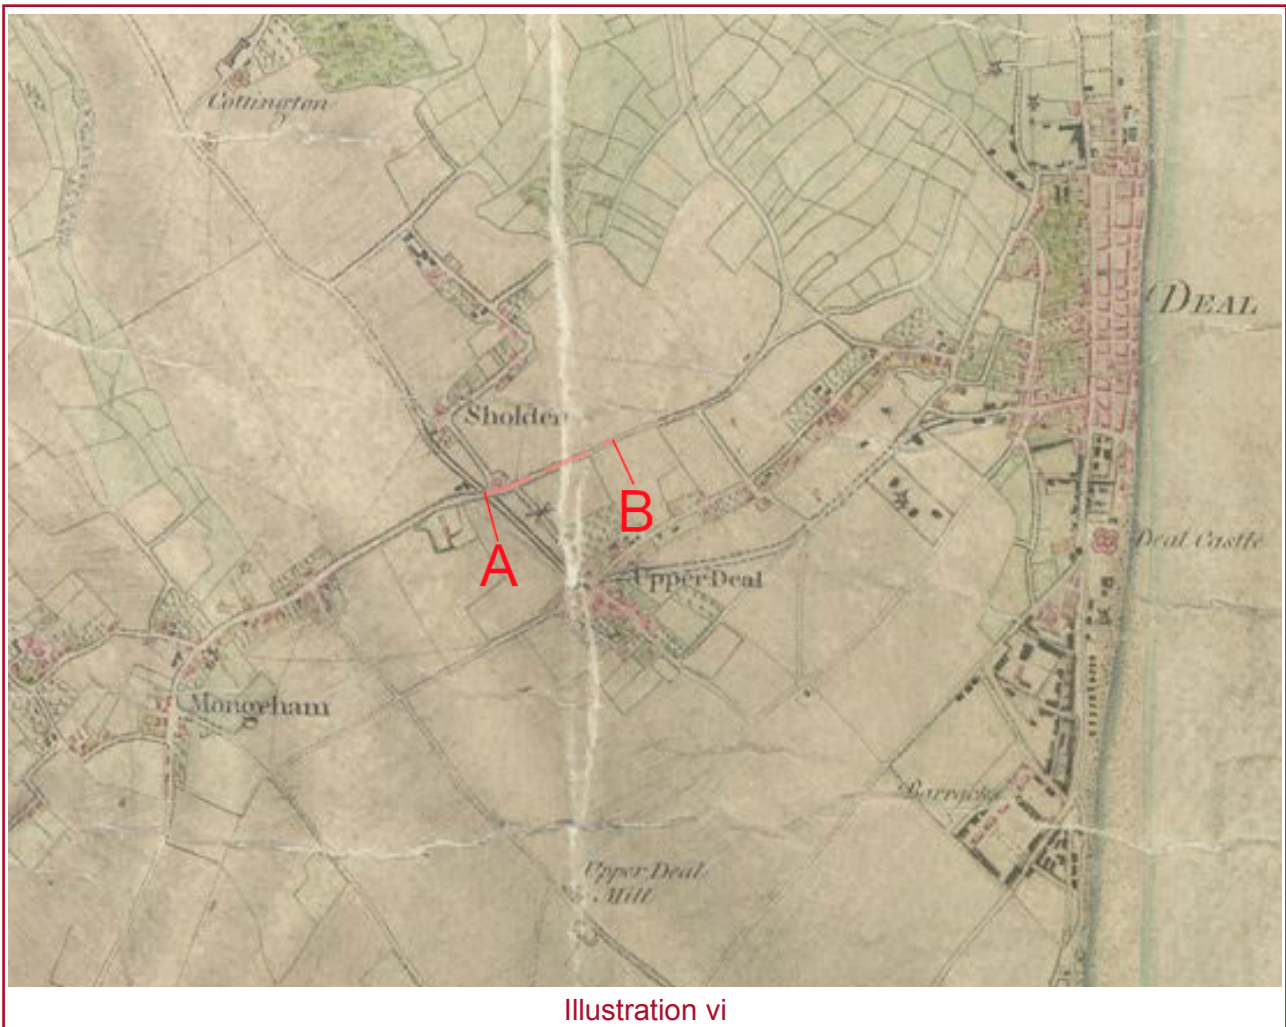 Cottington
DEAL
Sholden
B
A
Deal Castle
Upper Deal
Mongeham
Barracks
Upper Deal
Mill
Illustration vi